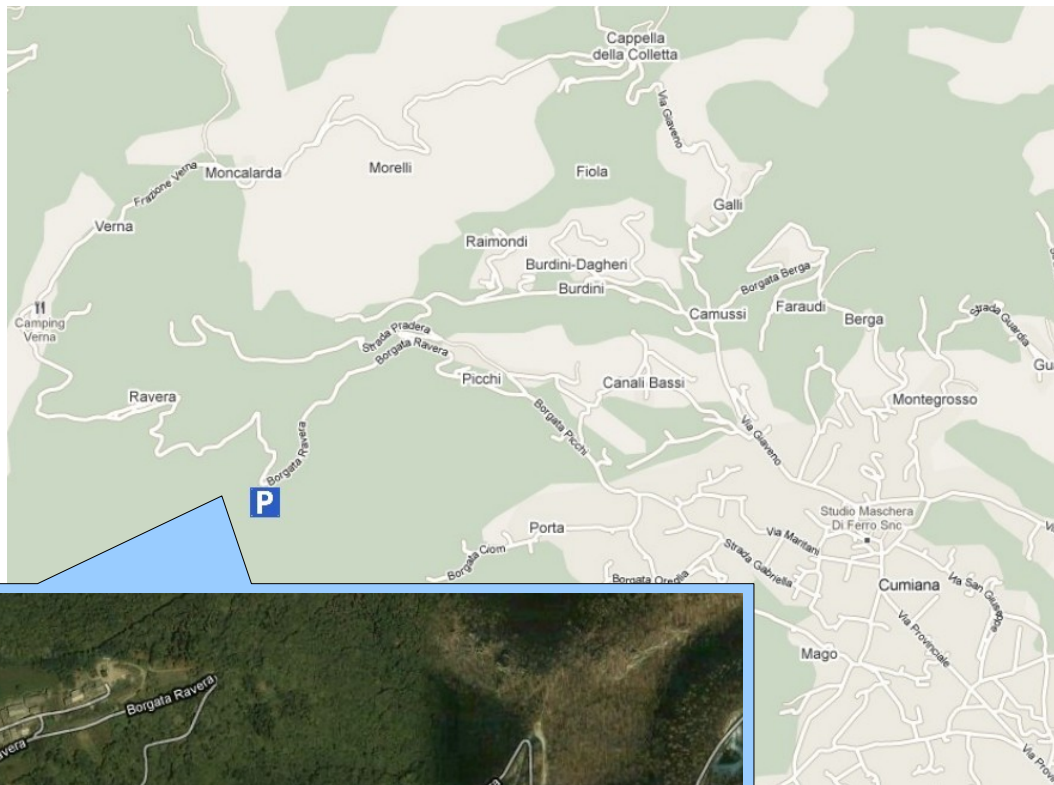 Cappella
della Colletta
Via Giaveno
Morelli
Fiola
Moncalarda
Frazione Verna
Galli
Verna
Raimondi
Burdini-Dagheri
Burdini
Borgata Berga
Faraudi
Camussi
Berga
Strada Guardia
Camping
Verna
Strada Pradera
Borgata Ravera
Picchi
Canali Bassi
Montegrosso
Ravera
Borgata Picchi
Via Giaveno
Borgata Ravera
P
Studio Maschera
Di Ferro Snc
Porta
Via Maritani
Strada Gabriella
Borgata Ciom
Borgata Oreglia
Cumiana
Via San Giuseppe
Via Provinciale
Mago
Borgata Ravera